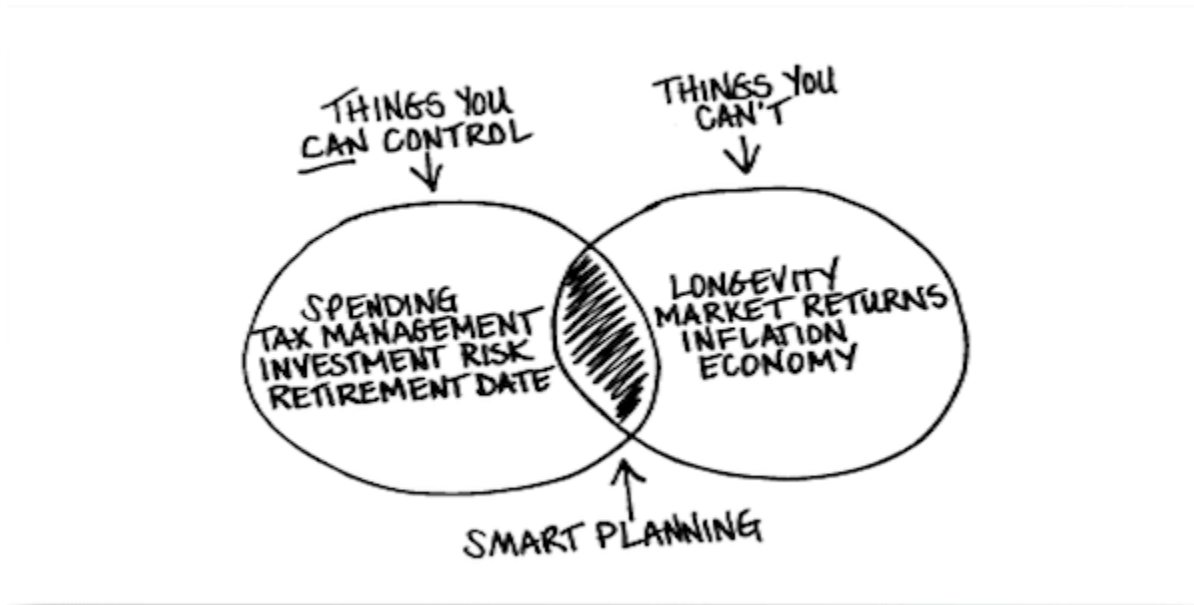 THINGS YOU
CAN CONTROL
THINGS YOU
CAN'T
SPENDING
TAX MANAGEMENT
INVESTMENT RISK
RETIREMENT DATE
LONGEVITY
MARKET RETURNS
INFLATION
ECONOMY
SMART PLANNING